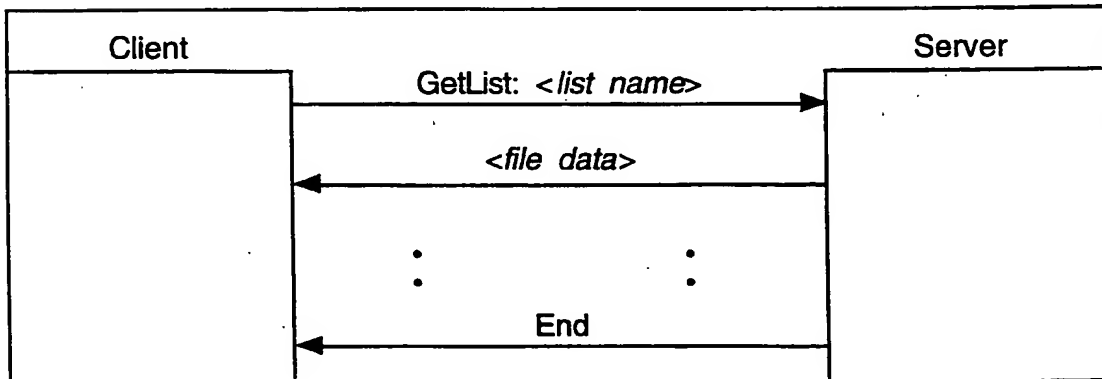 Client
Server
GetList: <list name>
<file data>
: :
End